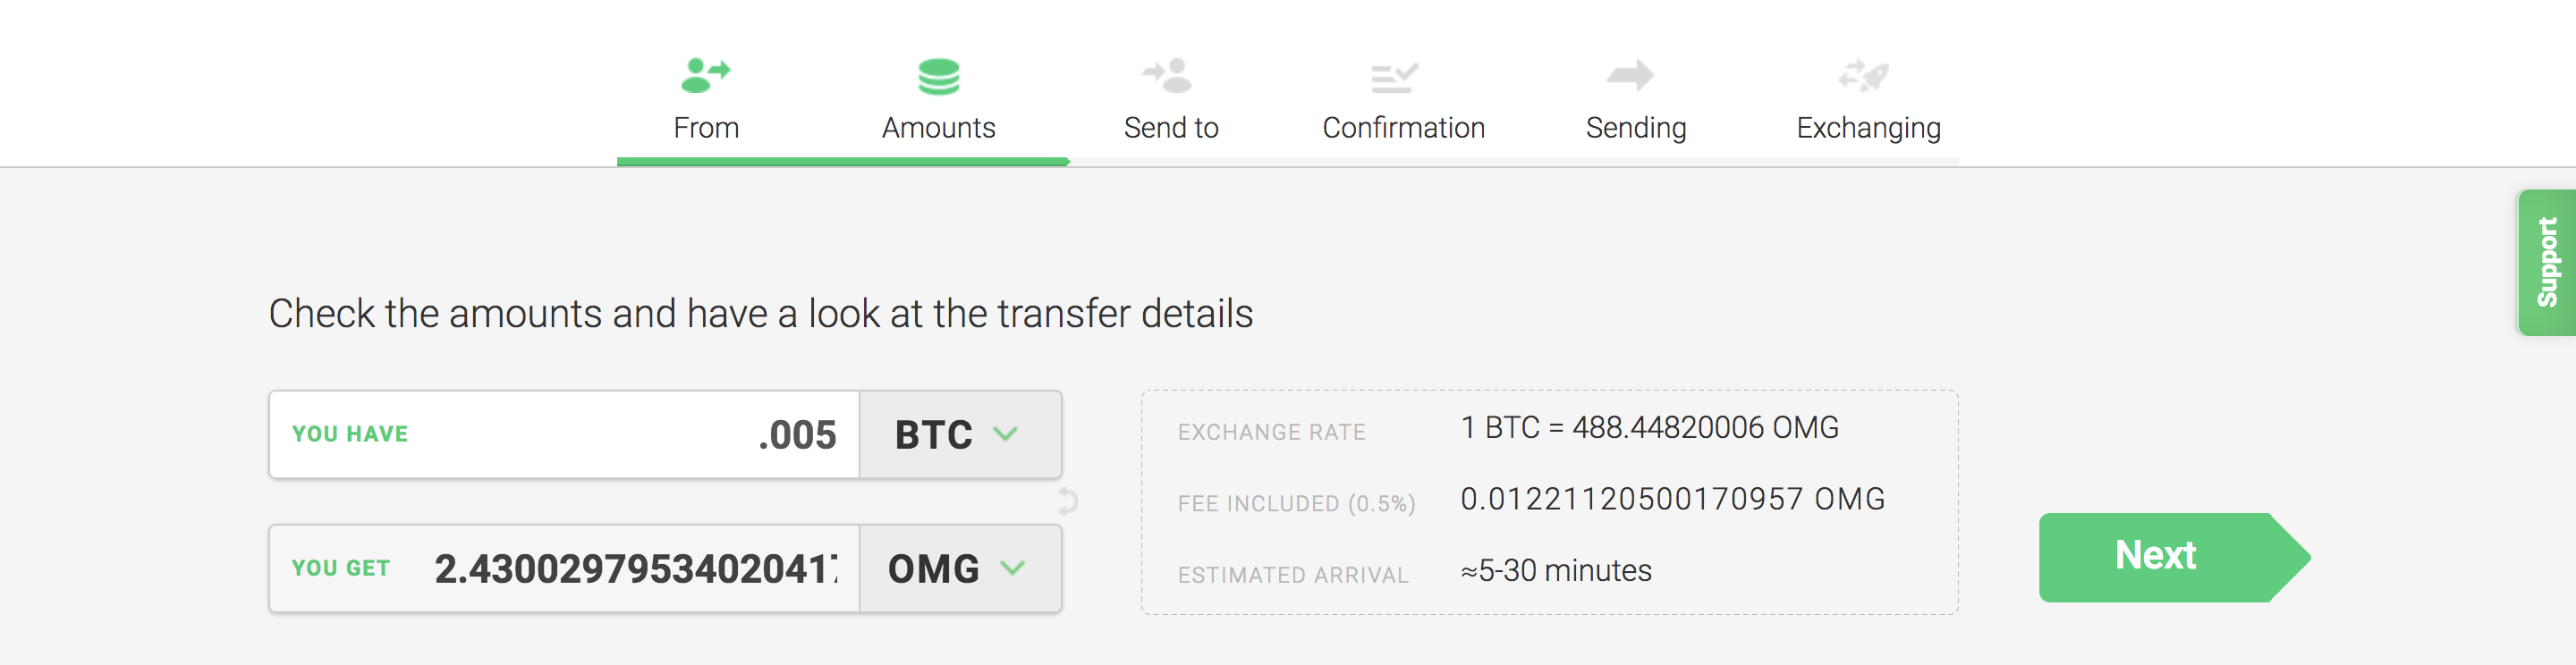 From Amounts Send to Confirmation Sending Exchanging
Support
Check the amounts and have a look at the transfer details
YOU HAVE .005 BTC
YOU GET 2.43002979534020417 OMG
EXCHANGE RATE 1 BTC = 488.44820006 OMG
FEE INCLUDED (0.5%) 0.01221120500170957 OMG
ESTIMATED ARRIVAL ≈5-30 minutes
Next